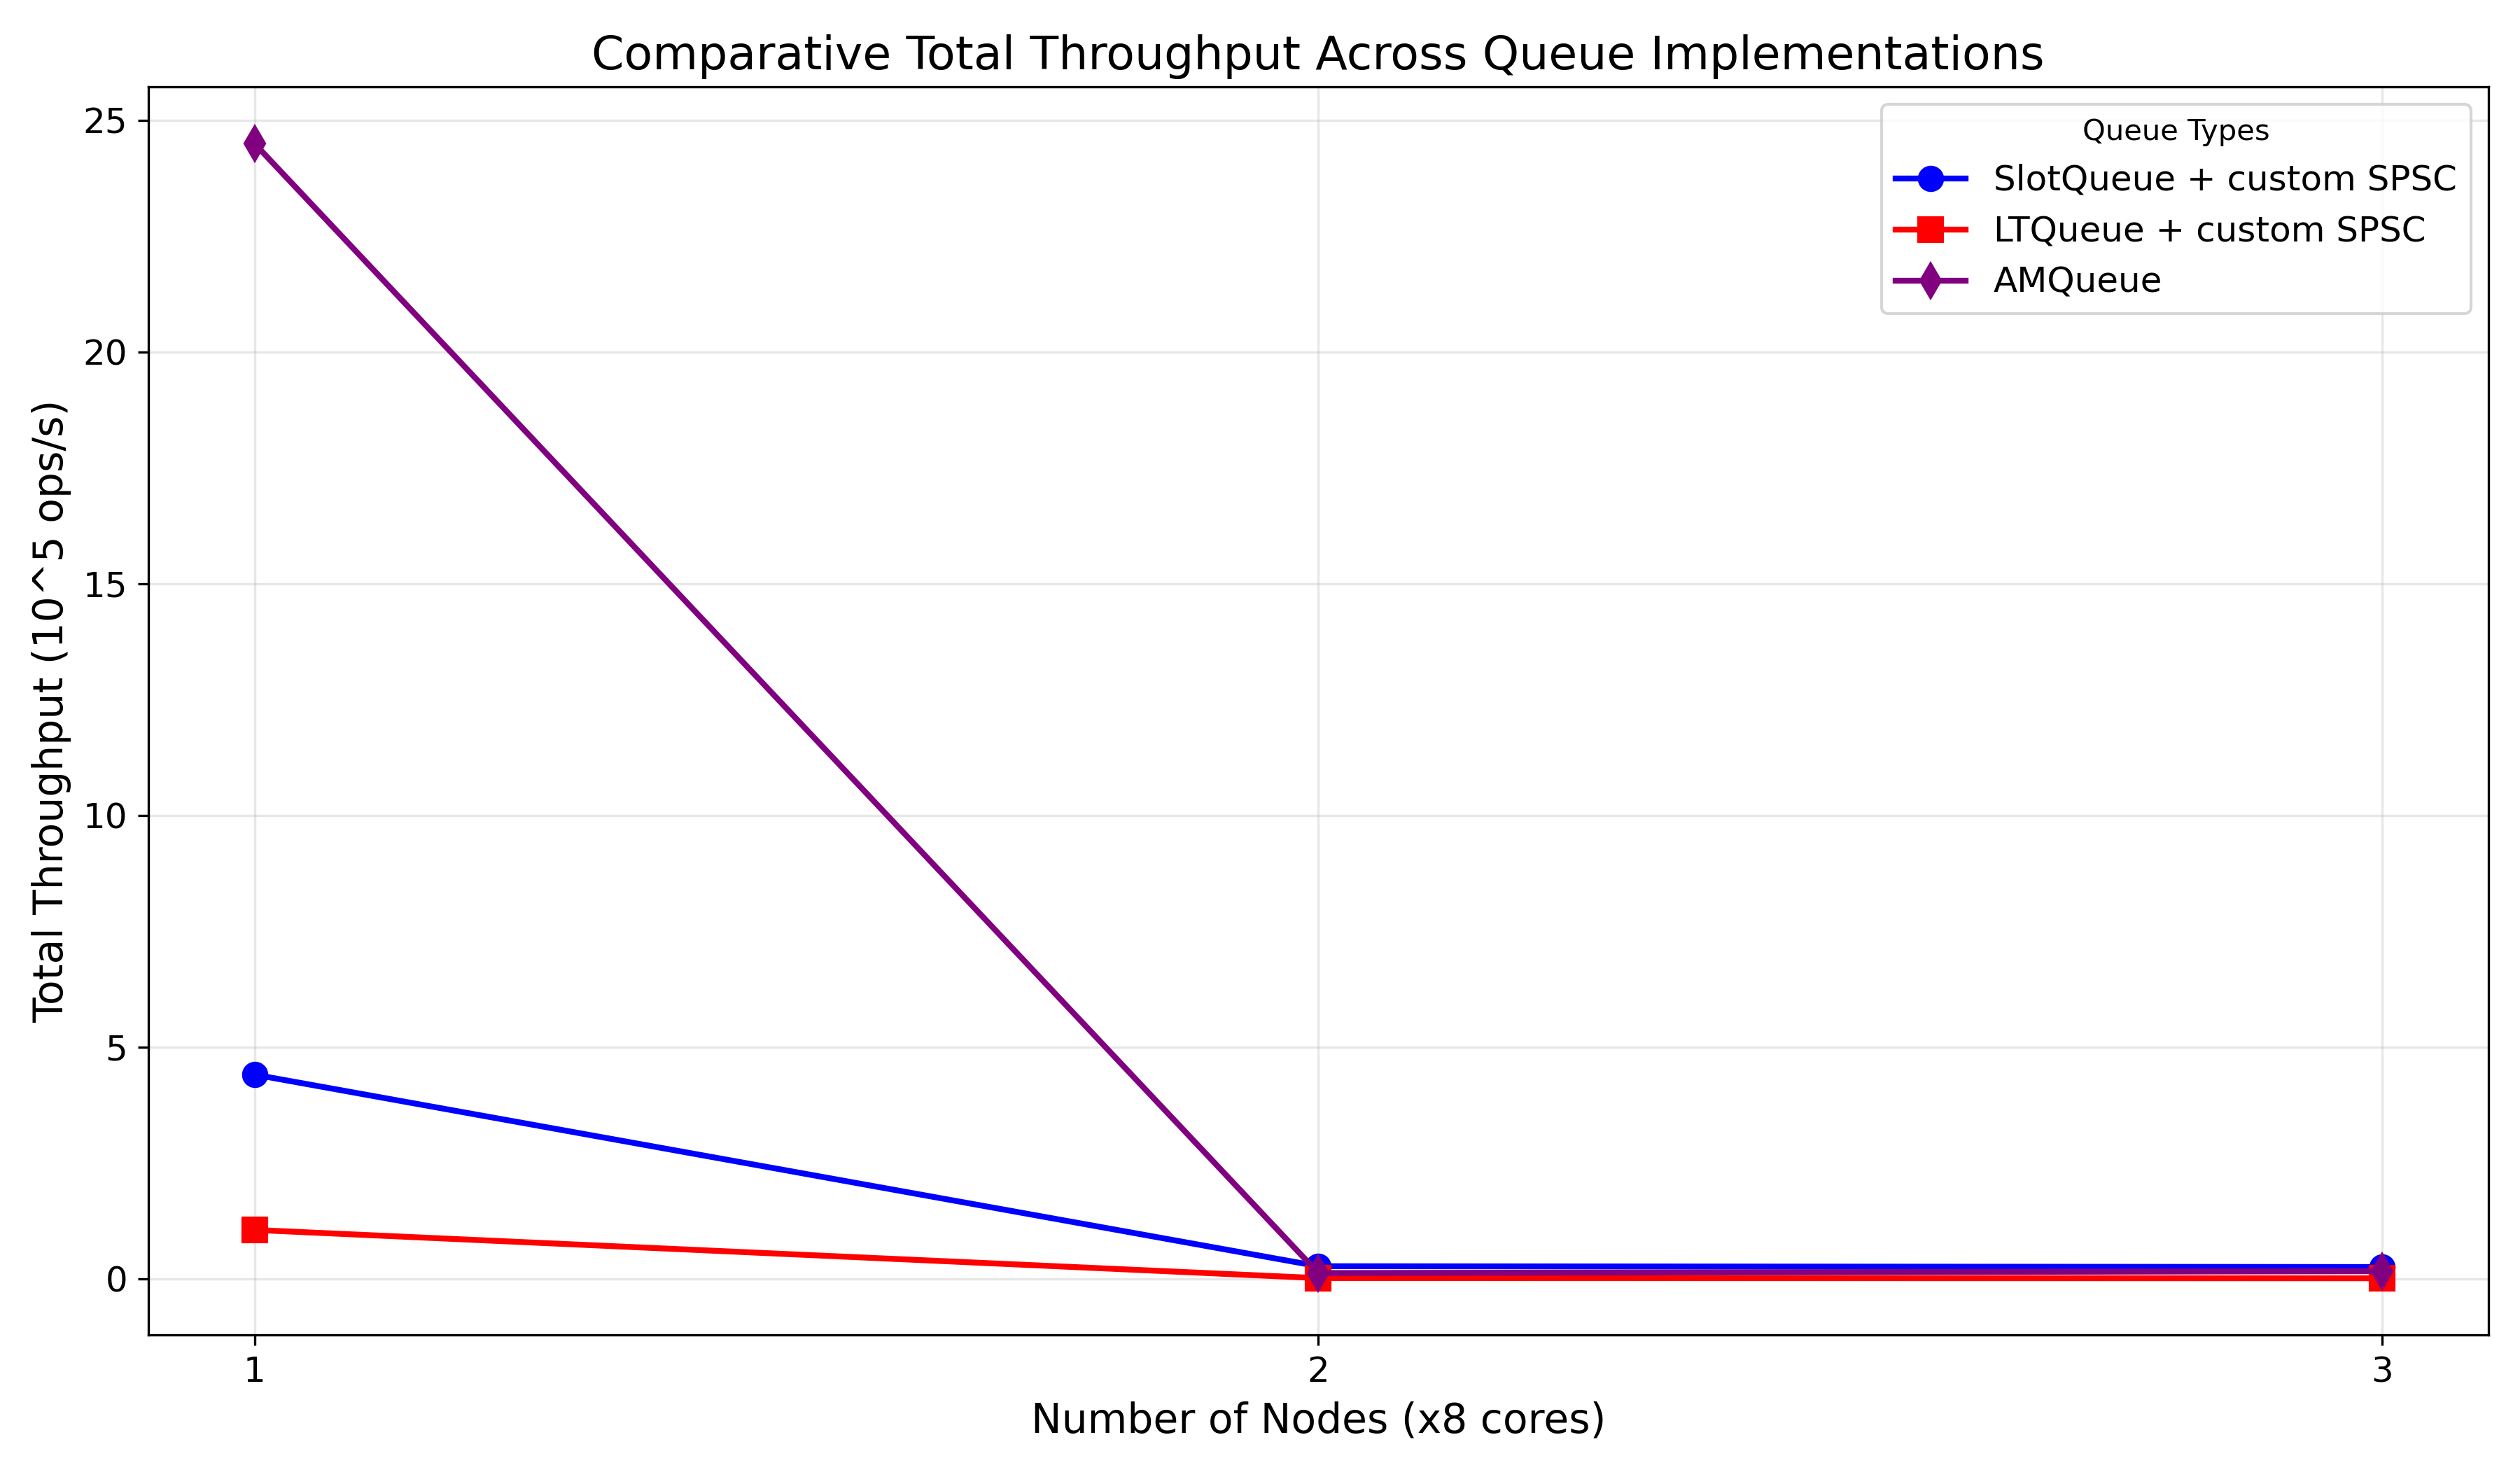 Comparative Total Throughput Across Queue Implementations
Total Throughput (10^5 ops/s)
25
20
15
10
5
0
Queue Types
SlotQueue + custom SPSC
LTQueue + custom SPSC
AMQueue
1
2
3
Number of Nodes (x8 cores)